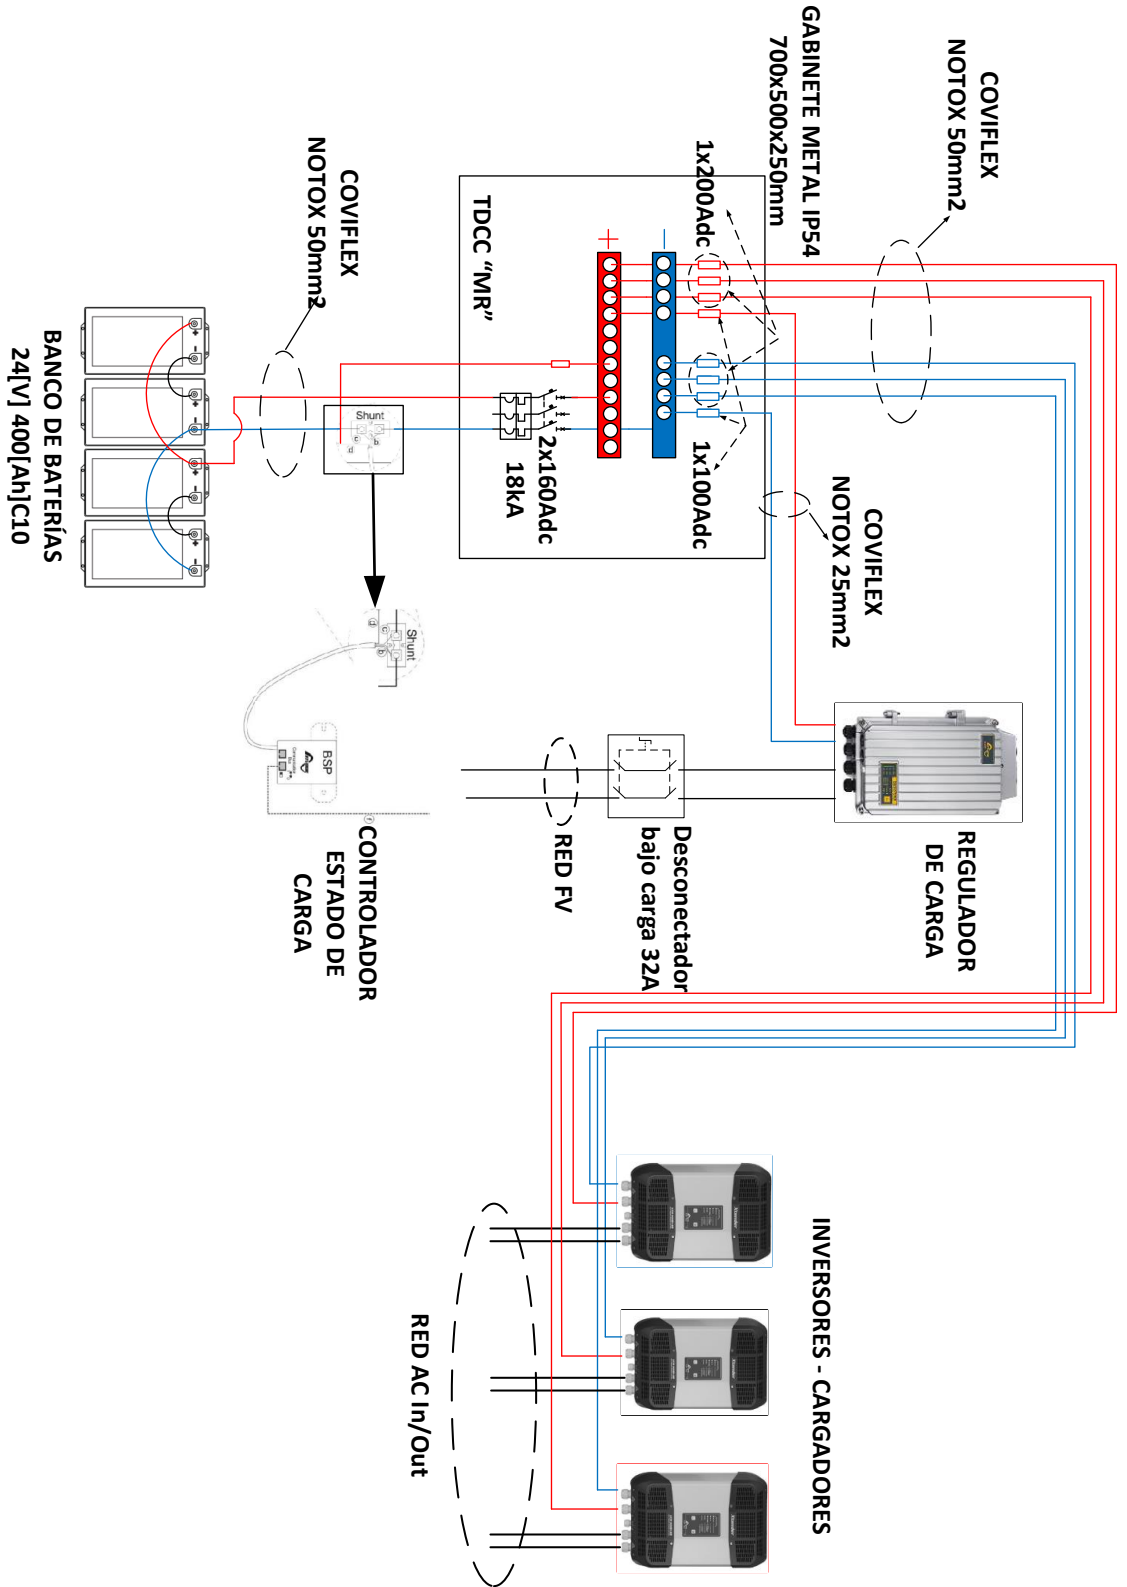 COVIFLEX
NOTOX 50mm2
GABINETE METAL IP54
700x500x250mm
1x200Adc
TDCC “MR”
+
−
COVIFLEX
NOTOX 50mm2
BANCO DE BATERÍAS
24[V] 400[Ah]C10
+
−
+
−
+
−
+
−
Shunt
c
b
d
2x160Adc
18kA
1x100Adc
COVIFLEX
NOTOX 25mm2
Shunt
c
b
d
BSP
CONTROLADOR
ESTADO DE
CARGA
RED FV
Desconectador
bajo carga 32A
REGULADOR
DE CARGA
INVERSORES - CARGADORES
RED AC In/Out